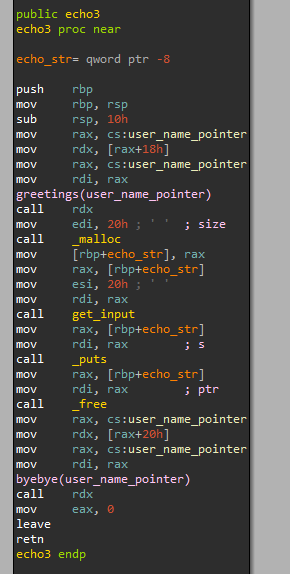 public echo3
echo3 proc near
echo_str= qword ptr -8
push rbp
mov rbp, rsp
sub rsp, 10h
mov rax, cs:user_name_pointer
mov rdx, [rax+18h]
mov rax, cs:user_name_pointer
mov rdi, rax
greetings(user_name_pointer)
call rdx
mov edi, 20h ; ' ' ; size
call _malloc
mov [rbp+echo_str], rax
mov rax, [rbp+echo_str]
mov esi, 20h ; ' '
mov rdi, rax
call get_input
mov rax, [rbp+echo_str]
mov rdi, rax ; s
call _puts
mov rax, [rbp+echo_str]
mov rdi, rax ; ptr
call _free
mov rax, cs:user_name_pointer
mov rdx, [rax+20h]
mov rax, cs:user_name_pointer
mov rdi, rax
byebye(user_name_pointer)
call rdx
mov eax, 0
leave
retn
echo3 endp